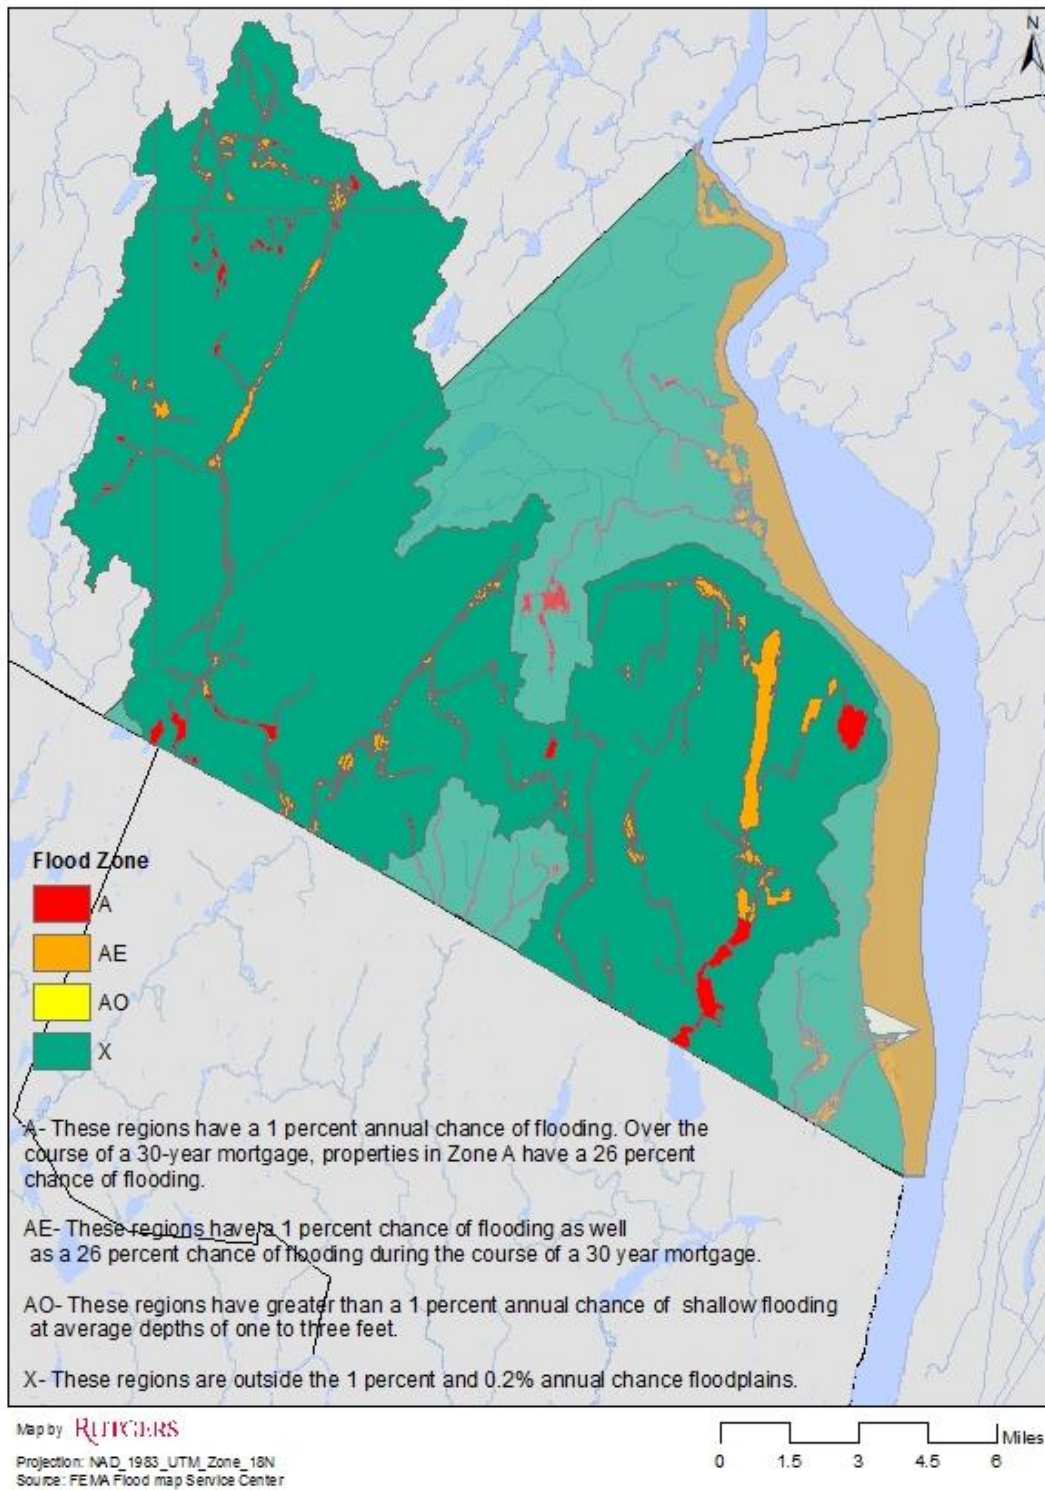 N
Flood Zone
A
AE
AO
X
A- These regions have a 1 percent annual chance of flooding. Over the
course of a 30-year mortgage, properties in Zone A have a 26 percent
chance of flooding.
AE- These regions have a 1 percent chance of flooding as well
as a 26 percent chance of flooding during the course of a 30 year mortgage.
AO- These regions have greater than a 1 percent annual chance of shallow flooding
at average depths of one to three feet.
X- These regions are outside the 1 percent and 0.2% annual chance floodplains.
Map by RUTGERS
Projection: NAD_1983_UTM_Zone_18N
Source: FEMA Flood map Service Center
Miles
0 1.5 3 4.5 6